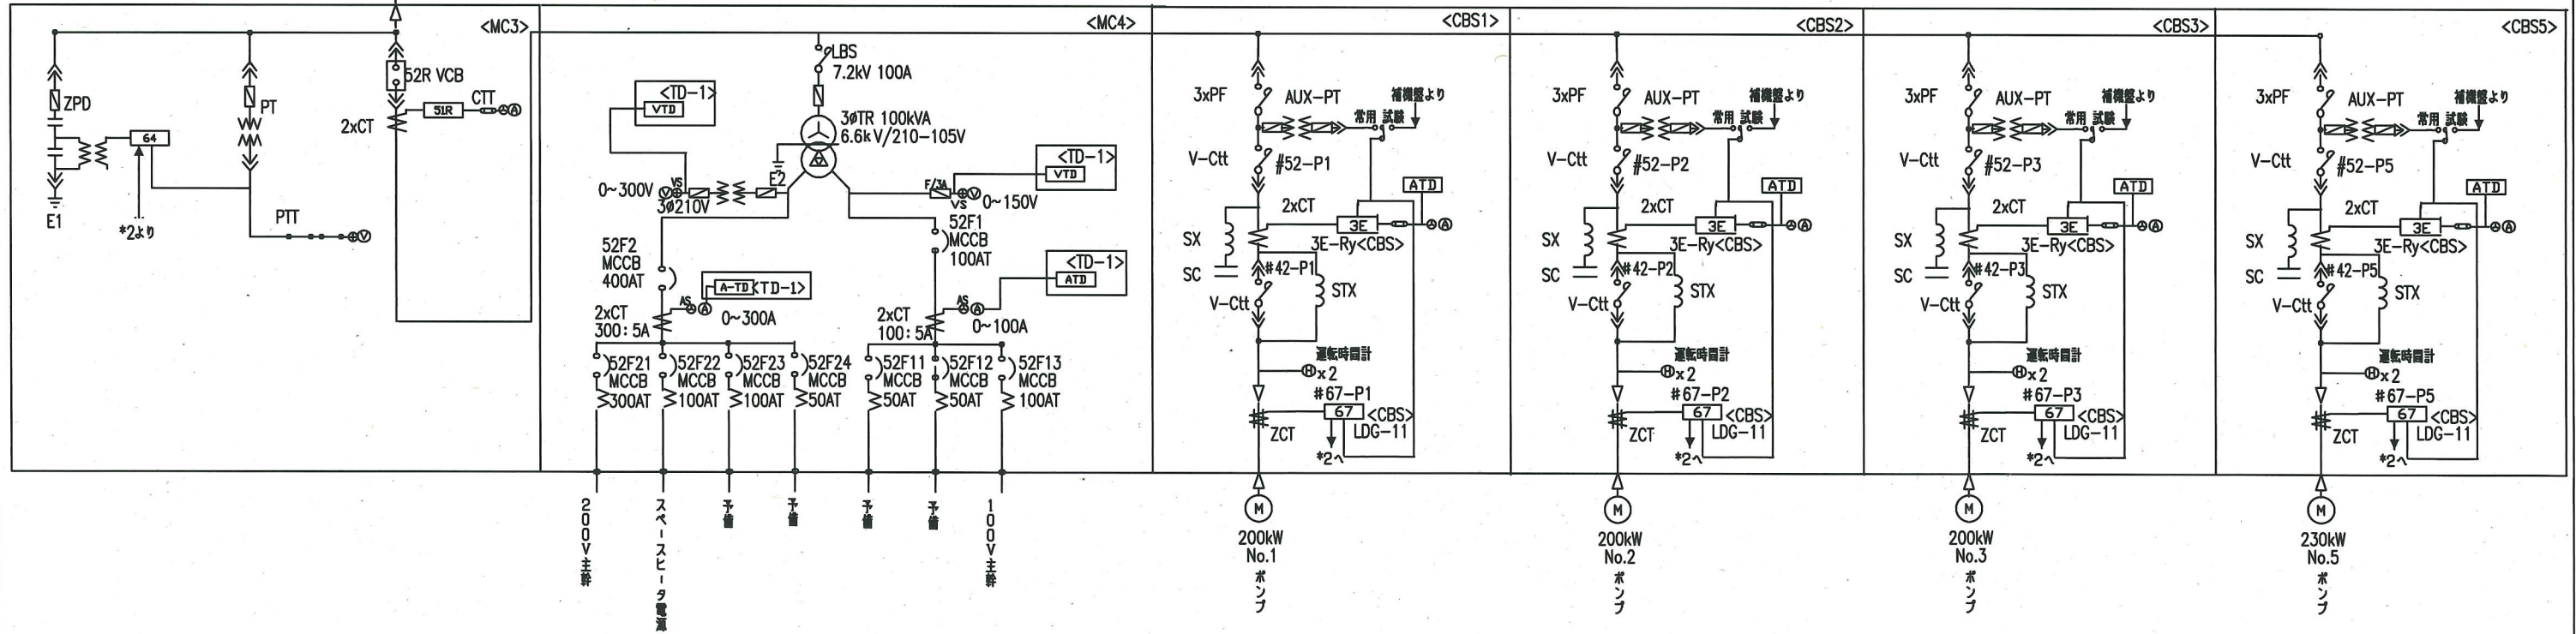 <MC3>
ZPD
64
E1
*2より
PT
PTT
V
52R VCB
2xCT
51R
CTT
A
<MC4>
LBS
7.2kV 100A
3øTR 100kVA
6.6kV/210-105V
<TD-1>
VTD
0~300V
V
VS
3ø210V
E2
F/3A
VS
V
0~150V
<TD-1>
VTD
52F2
MCCB
400AT
A-TD
<TD-1>
AS
A
0~300A
2xCT
300:5A
52F1
MCCB
100AT
<TD-1>
ATD
AS
A
0~100A
2xCT
100:5A
52F21
MCCB
300AT
52F22
MCCB
100AT
52F23
MCCB
100AT
52F24
MCCB
50AT
52F11
MCCB
50AT
52F12
MCCB
50AT
52F13
MCCB
100AT
200V主幹
スペースヒータ電源
予備
予備
予備
予備
100V主幹
<CBS1>
3xPF
AUX-PT
補機盤より
常用 試験
V-Ctt
#52-P1
ATD
2xCT
3E
A
3E-Ry<CBS>
SX
SC
#42-P1
V-Ctt
STX
運転時間計
H x2
#67-P1
67
<CBS>
LDG-11
ZCT
*2へ
M
200kW
No.1
ポンプ
<CBS2>
3xPF
AUX-PT
補機盤より
常用 試験
V-Ctt
#52-P2
ATD
2xCT
3E
A
3E-Ry<CBS>
SX
SC
#42-P2
V-Ctt
STX
運転時間計
H x2
#67-P2
67
<CBS>
LDG-11
ZCT
*2へ
M
200kW
No.2
ポンプ
<CBS3>
3xPF
AUX-PT
補機盤より
常用 試験
V-Ctt
#52-P3
ATD
2xCT
3E
A
3E-Ry<CBS>
SX
SC
#42-P3
V-Ctt
STX
運転時間計
H x2
#67-P3
67
<CBS>
LDG-11
ZCT
*2へ
M
200kW
No.3
ポンプ
<CBS5>
3xPF
AUX-PT
補機盤より
常用 試験
V-Ctt
#52-P5
ATD
2xCT
3E
A
3E-Ry<CBS>
SX
SC
#42-P5
V-Ctt
STX
運転時間計
H x2
#67-P5
67
<CBS>
LDG-11
ZCT
*2へ
M
230kW
No.5
ポンプ